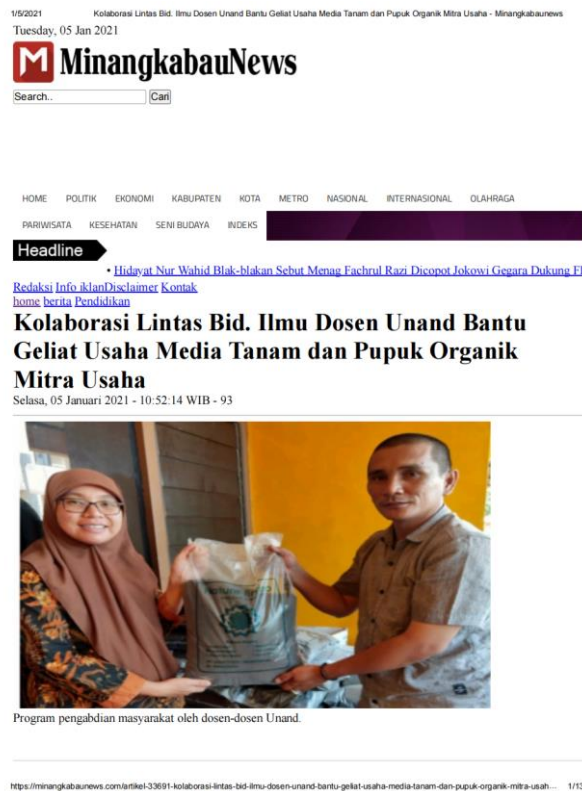 1/5/2021 Kolaborasi Lintas Bid. Ilmu Dosen Unand Bantu Geliat Usaha Media Tanam dan Pupuk Organik Mitra Usaha - Minangkabaunews
Tuesday, 05 Jan 2021
M MinangkabauNews
Search.. Cari
HOME POLITIK EKONOMI KABUPATEN KOTA METRO NASIONAL INTERNASIONAL OLAHRAGA
PARIWISATA KESEHATAN SENI BUDAYA INDEKS
Headline
• Hidayat Nur Wahid Blak-blakan Sebut Menag Fachrul Razi Dicopot Jokowi Gegara Dukung
Redaksi Info iklanDisclaimer Kontak
home berita Pendidikan
Kolaborasi Lintas Bid. Ilmu Dosen Unand Bantu
Geliat Usaha Media Tanam dan Pupuk Organik
Mitra Usaha
Selasa, 05 Januari 2021 - 10:52:14 WIB - 93
Program pengabdian masyarakat oleh dosen-dosen Unand.
https://minangkabaunews.com/artikel-33691-kolaborasi-lintas-bid-ilmu-dosen-unand-bantu-geliat-usaha-media-tanam-dan-pupuk-organik-mitra-usah... 1/13